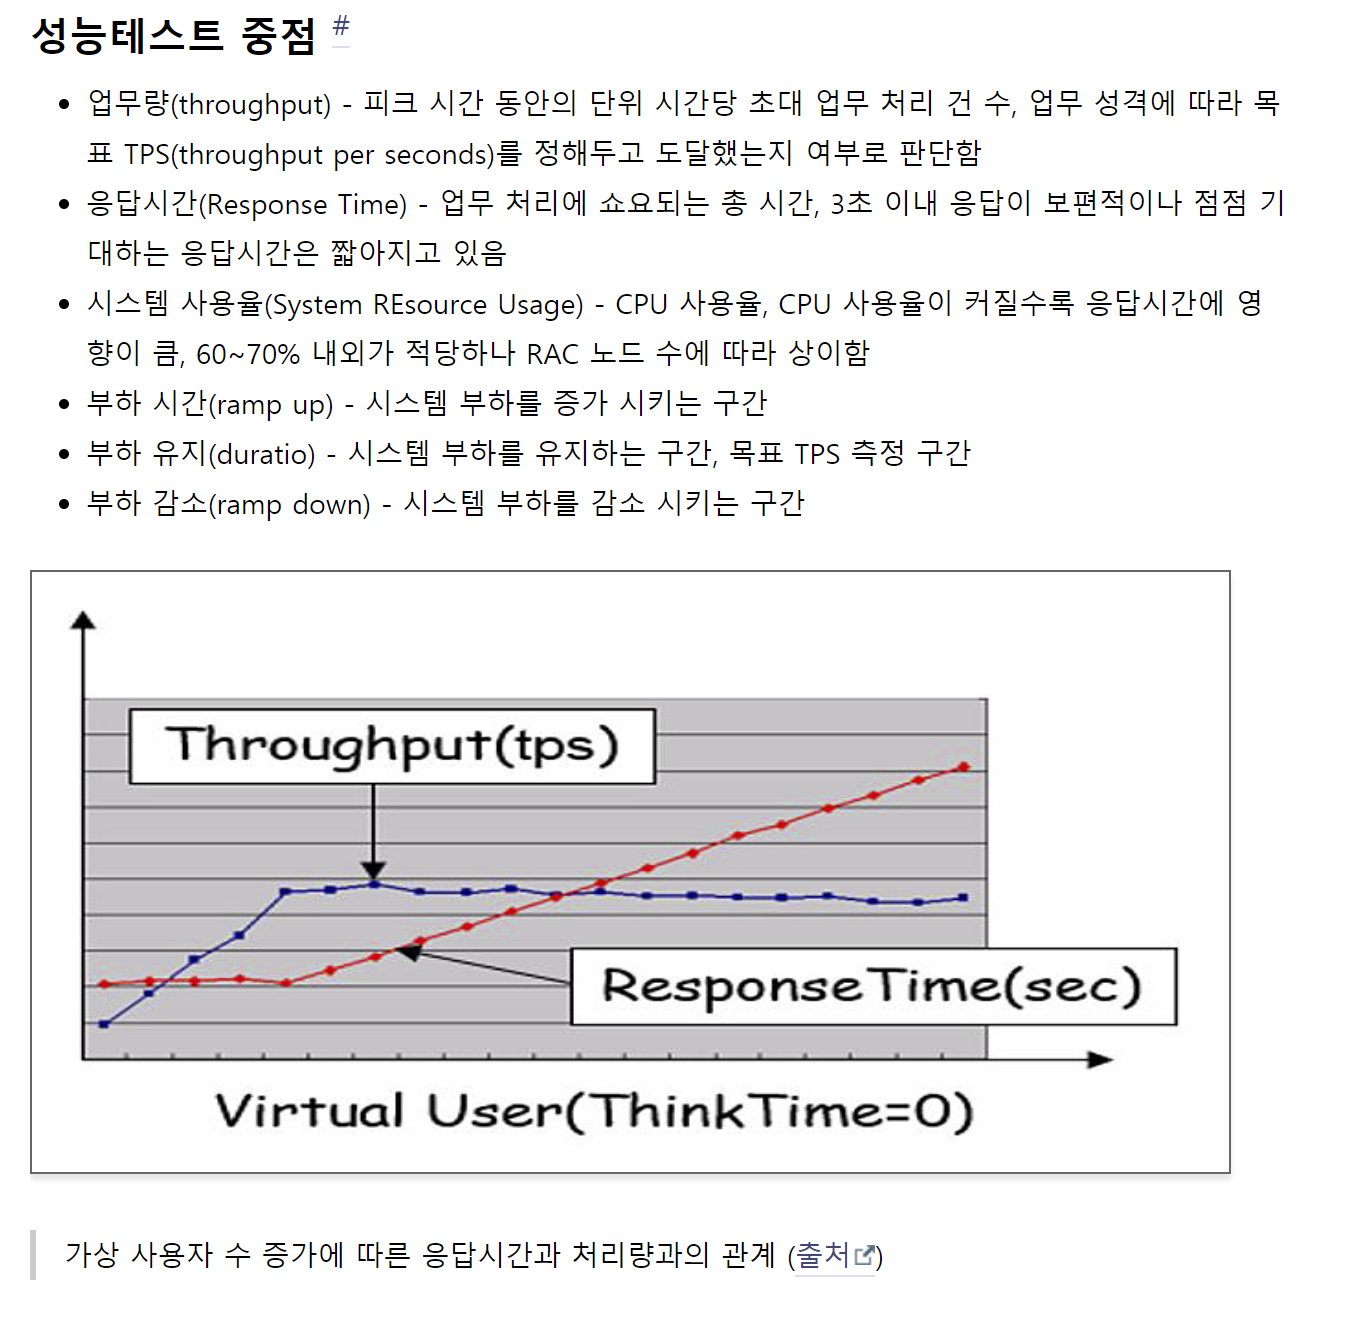 성능테스트 중점 #
업무량(throughput) - 피크 시간 동안의 단위 시간당 초대 업무 처리 건 수, 업무 성격에 따라 목
표 TPS(throughput per seconds)를 정해두고 도달했는지 여부로 판단함
응답시간(Response Time) - 업무 처리에 쇼요되는 총 시간, 3초 이내 응답이 보편적이나 점점 기
대하는 응답시간은 짧아지고 있음
시스템 사용율(System REsource Usage) - CPU 사용율, CPU 사용율이 커질수록 응답시간에 영
향이 큼, 60~70% 내외가 적당하나 RAC 노드 수에 따라 상이함
부하 시간(ramp up) - 시스템 부하를 증가 시키는 구간
부하 유지(duratio) - 시스템 부하를 유지하는 구간, 목표 TPS 측정 구간
부하 감소(ramp down) - 시스템 부하를 감소 시키는 구간
Throughput(tps)
ResponseTime(sec)
Virtual User(ThinkTime=0)
가상 사용자 수 증가에 따른 응답시간과 처리량과의 관계 (출처)